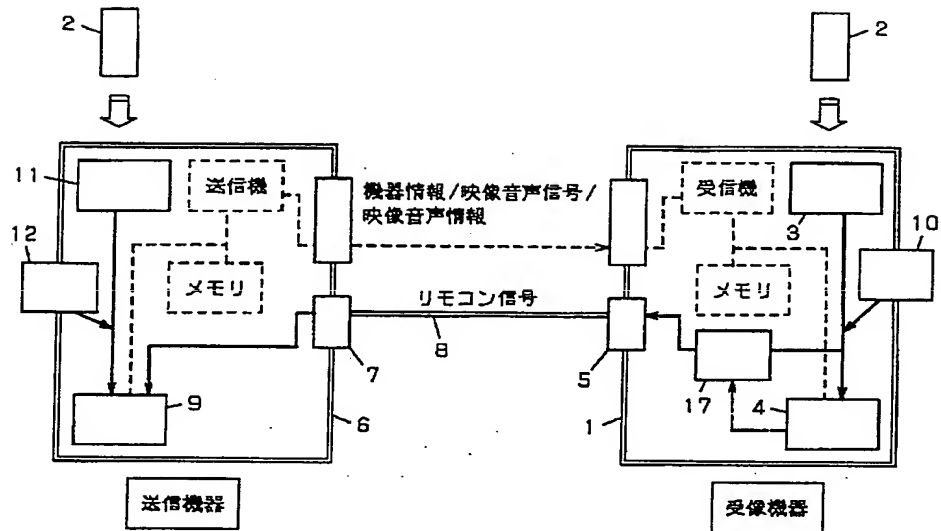 2
2
11
送信機
機器情報/映像音声信号/
映像音声情報
受信機
3
10
12
メモリ
リモコン信号
メモリ
8
7
5
17
4
9
6
1
送信機器
受像機器